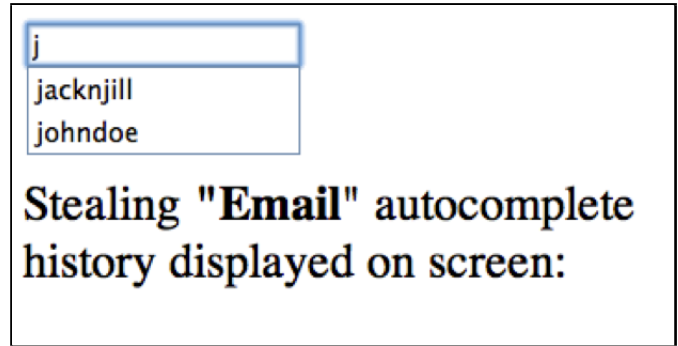 j
jacknjill
johndoe
Stealing "Email" autocomplete
history displayed on screen: